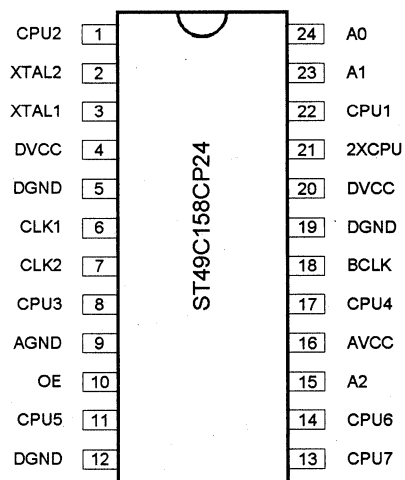 CPU2 1 24 A0
XTAL2 2 23 A1
XTAL1 3 22 CPU1
DVCC 4 21 2XCPU
DGND 5 20 DVCC
CLK1 6 19 DGND
CLK2 7 18 BCLK
CPU3 8 17 CPU4
AGND 9 16 AVCC
OE 10 15 A2
CPU5 11 14 CPU6
DGND 12 13 CPU7
ST49C158CP24